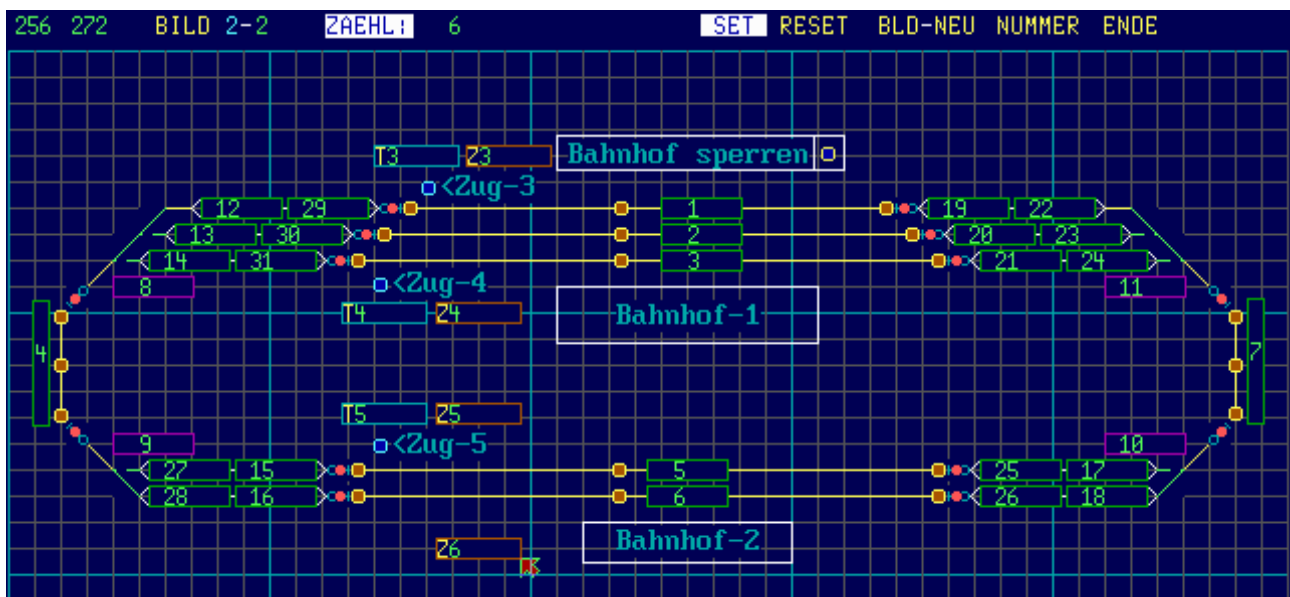 256 272 BILD 2-2 ZAEHL: 6 SET RESET BLD-NEU NUMMER ENDE
T3 Z3 Bahnhof sperren
<Zug-3
12 29 1 19 22
13 30 2 20 23
14 31 3 21 24
8 <Zug-4 11
T4 Z4 Bahnhof-1
4 7
T5 Z5
9 <Zug-5 10
27 15 5 25 17
28 16 6 26 18
Z6 Bahnhof-2